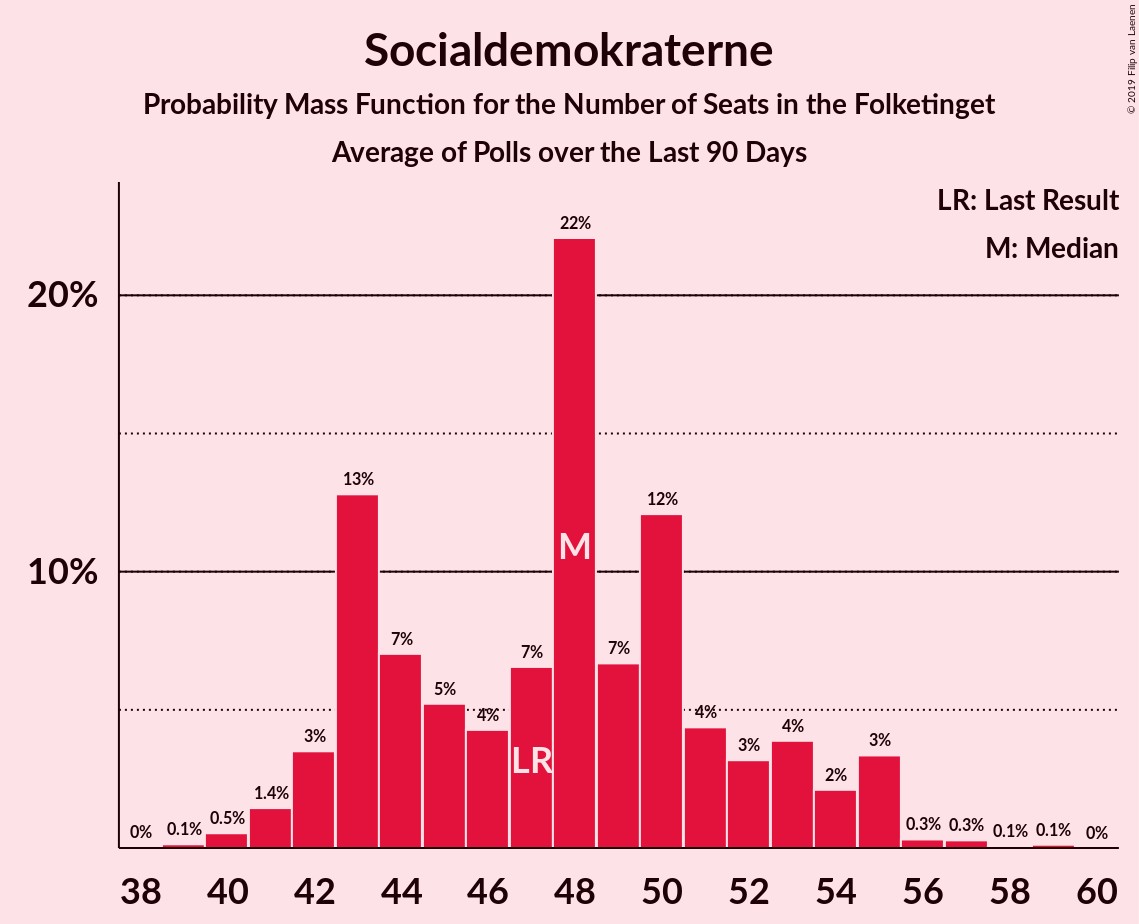 © 2019 Filip van Laenen
Socialdemokraterne
Probability Mass Function for the Number of Seats in the Folketinget
Average of Polls over the Last 90 Days
LR: Last Result
M: Median
20%
10%
0%
0.1%
0.5%
1.4%
3%
13%
7%
5%
4%
7%
22%
7%
12%
4%
3%
4%
2%
3%
0.3%
0.3%
0.1%
0.1%
0%
LR
M
38 40 42 44 46 48 50 52 54 56 58 60